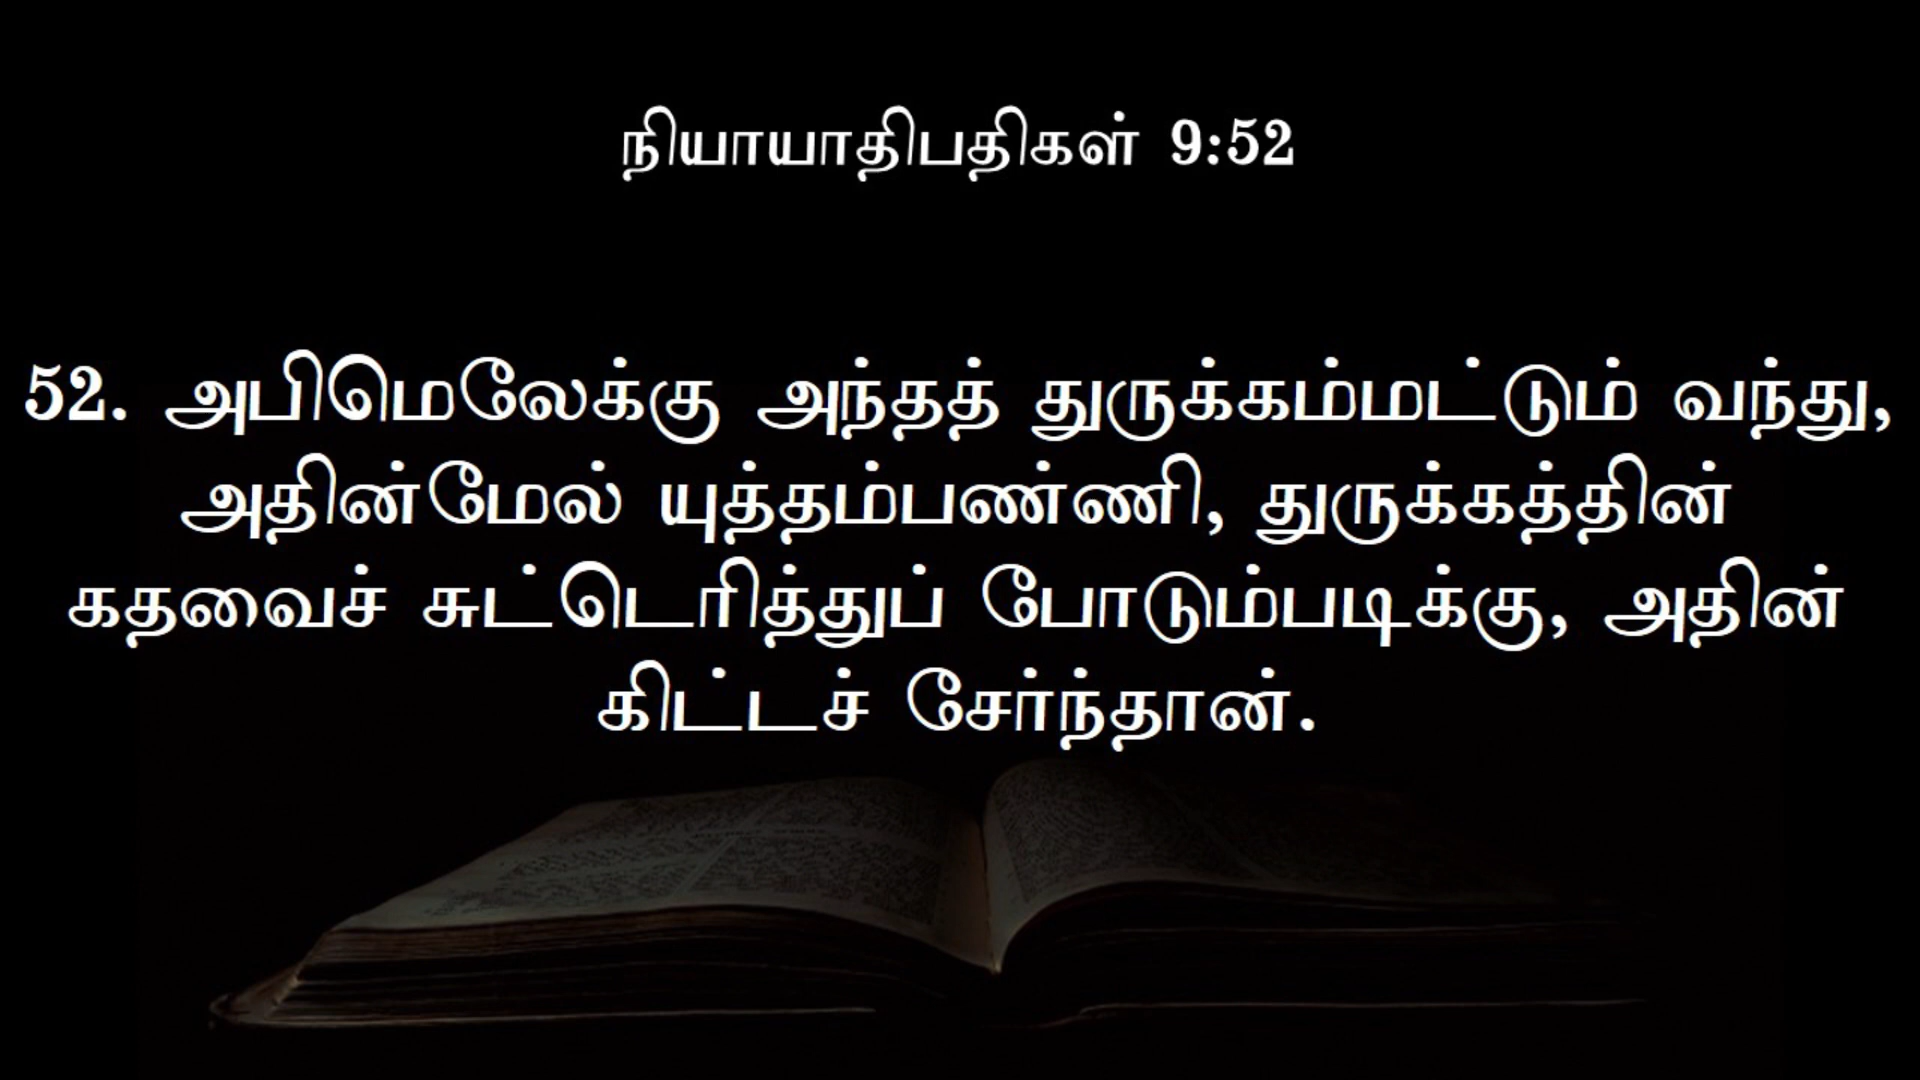 நியாயாதிபதிகள் 9:52
52. அபிமெலேக்கு அந்தத் துருக்கம்மட்டும் வந்து,
அதின்மேல் யுத்தம்பண்ணி, துருக்கத்தின்
கதவைச் சுட்டெரித்துப் போடும்படிக்கு, அதின்
கிட்டச் சேர்ந்தான்.